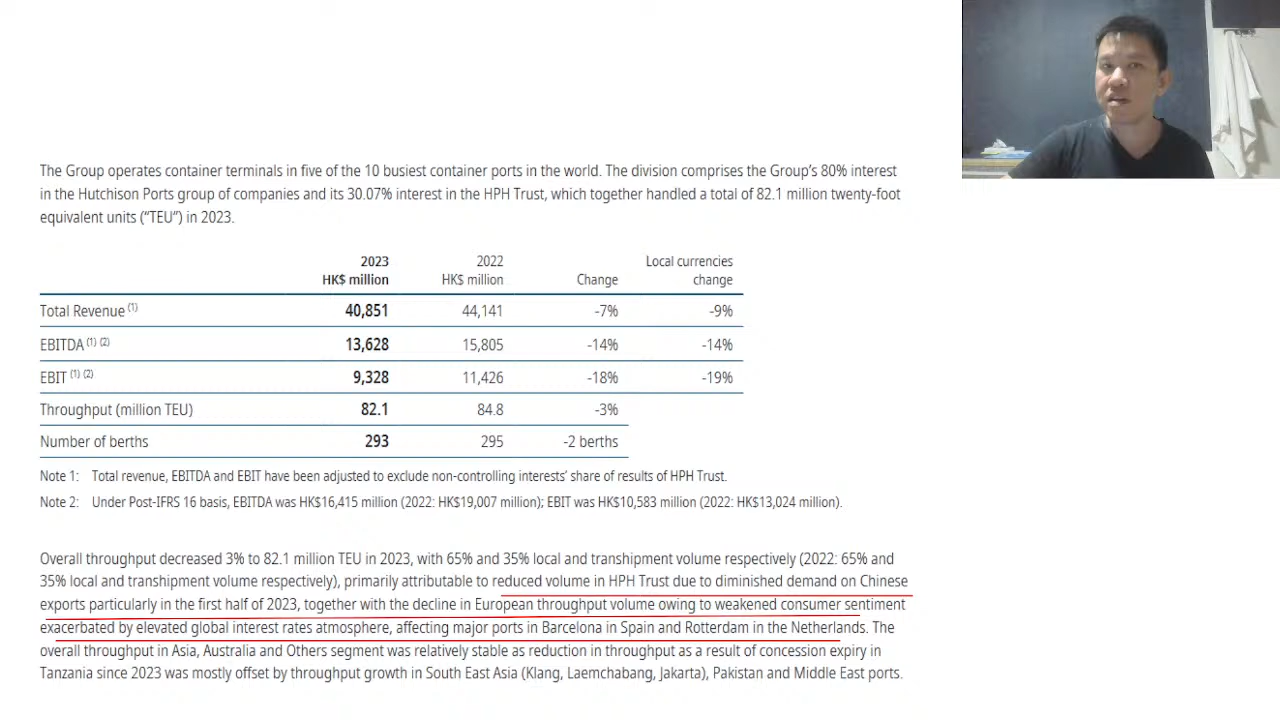 The Group operates container terminals in five of the 10 busiest container ports in the world. The division comprises the Group's 80% interest
in the Hutchison Ports group of companies and its 30.07% interest in the HPH Trust, which together handled a total of 82.1 million twenty-foot
equivalent units ("TEU") in 2023.
2023 2022 Local currencies
HK$ million HK$ million Change change
Total Revenue (1) 40,851 44,141 -7% -9%
EBITDA (1) (2) 13,628 15,805 -14% -14%
EBIT (1) (2) 9,328 11,426 -18% -19%
Throughput (million TEU) 82.1 84.8 -3%
Number of berths 293 295 -2 berths
Note 1: Total revenue, EBITDA and EBIT have been adjusted to exclude non-controlling interests' share of results of HPH Trust.
Note 2: Under Post-IFRS 16 basis, EBITDA was HK$16,415 million (2022: HK$19,007 million); EBIT was HK$10,583 million (2022: HK$13,024 million).
Overall throughput decreased 3% to 82.1 million TEU in 2023, with 65% and 35% local and transhipment volume respectively (2022: 65% and
35% local and transhipment volume respectively), primarily attributable to reduced volume in HPH Trust due to diminished demand on Chinese
exports particularly in the first half of 2023, together with the decline in European throughput volume owing to weakened consumer sentiment
exacerbated by elevated global interest rates atmosphere, affecting major ports in Barcelona in Spain and Rotterdam in the Netherlands. The
overall throughput in Asia, Australia and Others segment was relatively stable as reduction in throughput as a result of concession expiry in
Tanzania since 2023 was mostly offset by throughput growth in South East Asia (Klang, Laemchabang, Jakarta), Pakistan and Middle East ports.